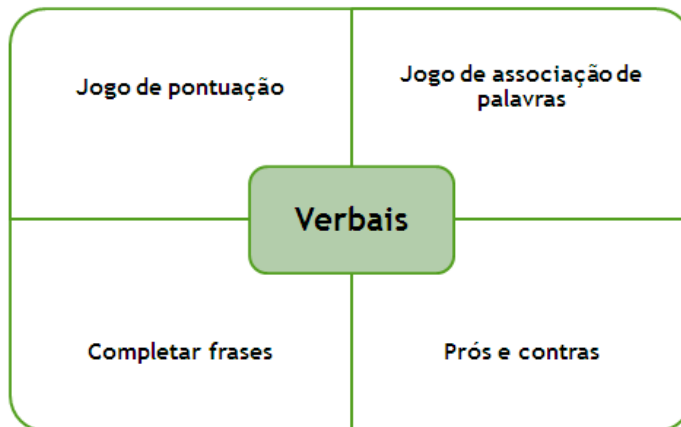 Jogo de pontuação
Jogo de associação de
palavras
Verbais
Completar frases
Prós e contras